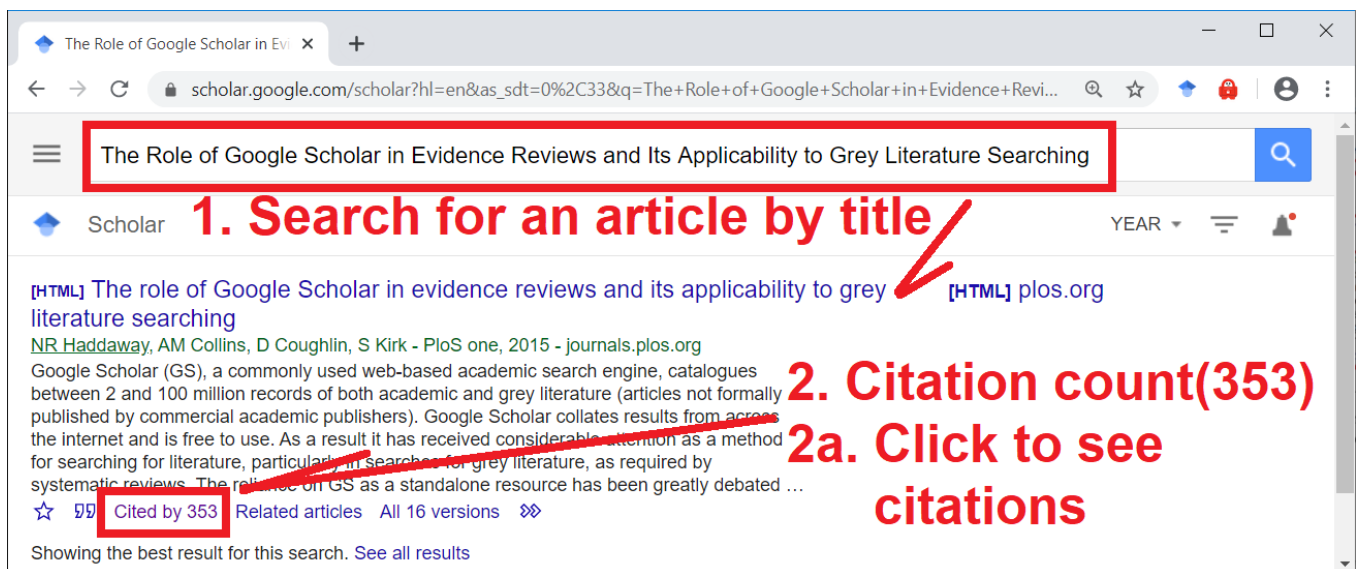 The Role of Google Scholar in Evi
scholar.google.com/scholar?hl=en&as_sdt=0%2C33&q=The+Role+of+Google+Scholar+in+Evidence+Revi...
The Role of Google Scholar in Evidence Reviews and Its Applicability to Grey Literature Searching
Scholar
1. Search for an article by title
YEAR
[HTML] The role of Google Scholar in evidence reviews and its applicability to grey
literature searching
[HTML] plos.org
NR Haddaway, AM Collins, D Coughlin, S Kirk - PloS one, 2015 - journals.plos.org
Google Scholar (GS), a commonly used web-based academic search engine, catalogues
between 2 and 100 million records of both academic and grey literature (articles not formally
published by commercial academic publishers). Google Scholar collates results from across
the internet and is free to use. As a result it has received considerable attention as a method
for searching for literature, particularly in searches for grey literature, as required by
systematic reviews. The reliance on GS as a standalone resource has been greatly debated …
2. Citation count(353)
2a. Click to see
citations
Cited by 353 Related articles All 16 versions
Showing the best result for this search. See all results